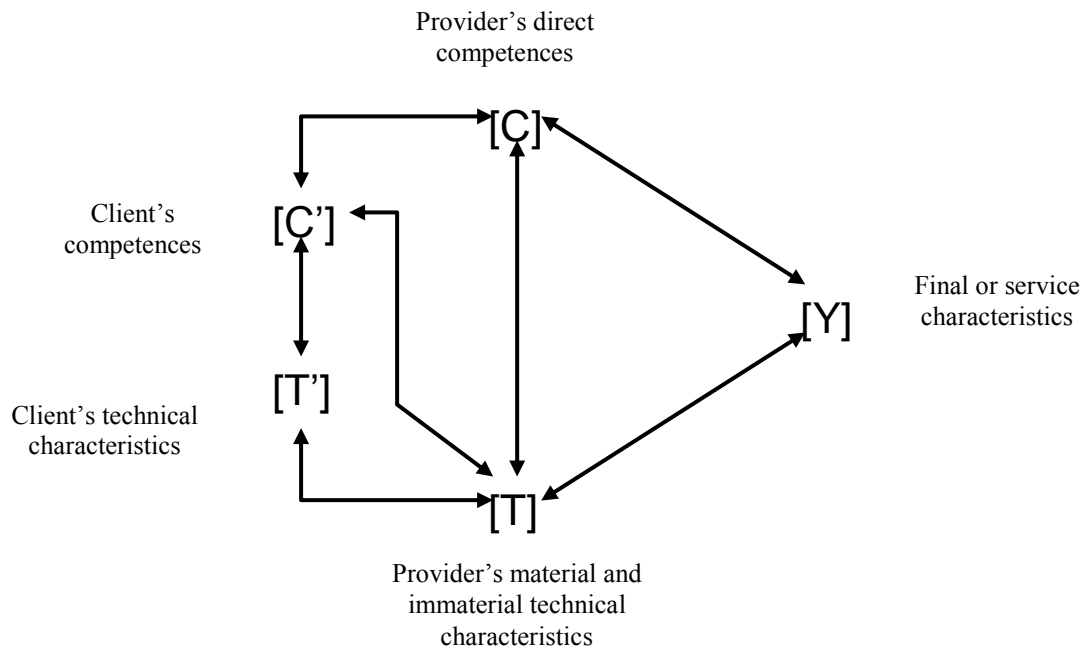 Provider’s direct
competences
[C]
Client’s
competences
[C’]
Final or service
characteristics
[Y]
[T’]
Client’s technical
characteristics
[T]
Provider’s material and
immaterial technical
characteristics